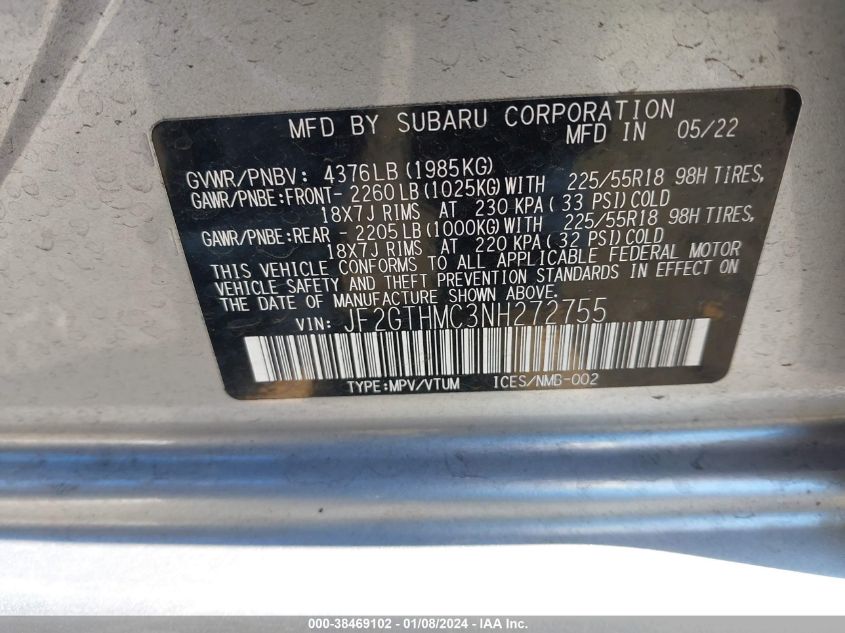 MFD BY SUBARU CORPORATION
MFD IN 05/22
GVWR/PNBV: 4376LB(1985KG)
GAWR/PNBE:FRONT- 2260LB(1025KG)WITH 225/55R18 98H TIRES,
18X7J RIMS AT 230 KPA( 33 PSI)COLD
GAWR/PNBE:REAR - 2205LB(1000KG)WITH 225/55R18 98H TIRES,
18X7J RIMS AT 220 KPA( 32 PSI)COLD
THIS VEHICLE CONFORMS TO ALL APPLICABLE FEDERAL MOTOR
VEHICLE SAFETY AND THEFT PREVENTION STANDARDS IN EFFECT ON
THE DATE OF MANUFACTURE SHOWN ABOVE.
VIN: JF2GTHMC3NH272755
TYPE:MPV/VTUM ICES/NMB-002
000-38469102 - 01/08/2024 - IAA Inc.